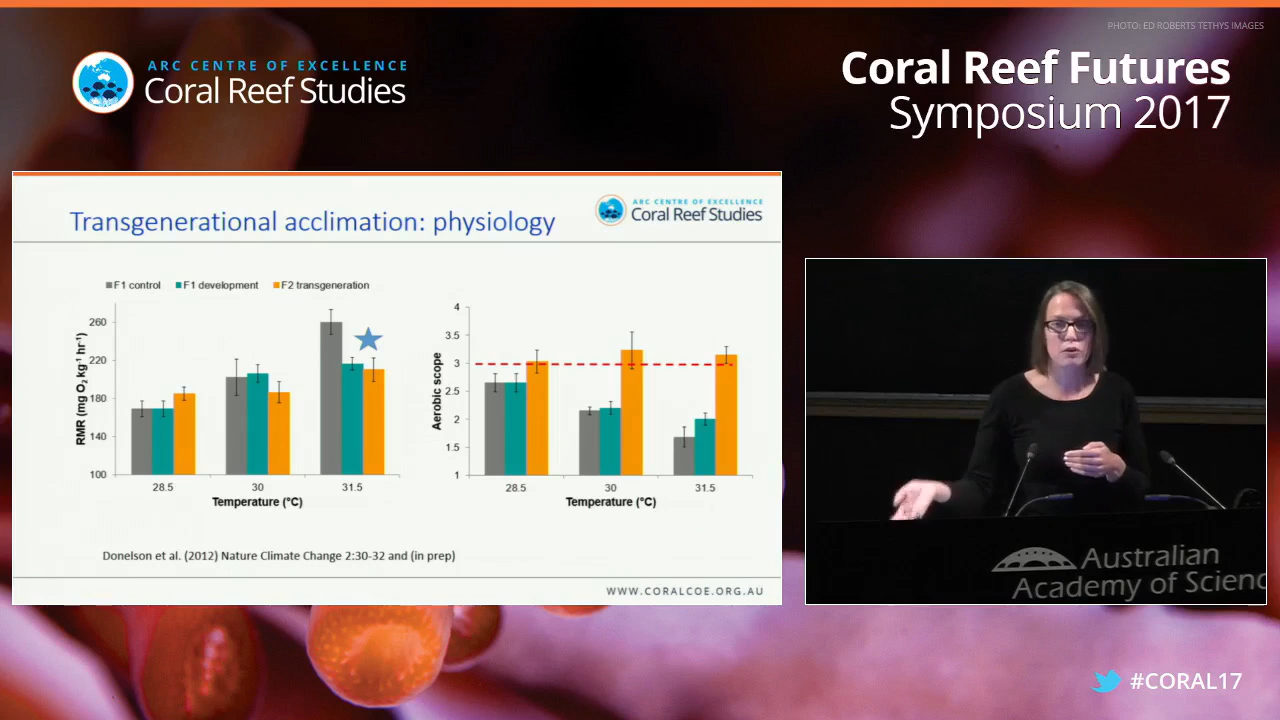 PHOTO: ED ROBERTS TETHYS IMAGES
ARC CENTRE OF EXCELLENCE
Coral Reef Studies
Coral Reef Futures
Symposium 2017
Transgenerational acclimation: physiology
ARC CENTRE OF EXCELLENCE
Coral Reef Studies
F1 control F1 development F2 transgeneration
RMR (mg O₂ kg⁻¹ hr⁻¹)
260
220
180
140
100
28.5 30 31.5
Temperature (°C)
Aerobic scope
4
3.5
3
2.5
2
1.5
1
28.5 30 31.5
Temperature (°C)
Donelson et al. (2012) Nature Climate Change 2:30-32 and (in prep)
WWW.CORALCOE.ORG.AU
Australian
Academy of Scienc
#CORAL17